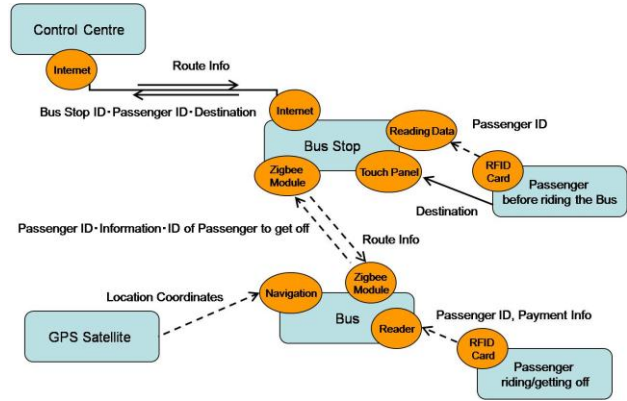 Control Centre
Internet
Route Info
Bus Stop ID・Passenger ID・Destination
Internet
Reading Data
Passenger ID
Bus Stop
Zigbee
Module
Touch Panel
RFID
Card
Passenger
before riding the Bus
Destination
Passenger ID・Information・ID of Passenger to get off
Route Info
Location Coordinates
Navigation
Zigbee
Module
GPS Satellite
Bus
Reader
Passenger ID, Payment Info
RFID
Card
Passenger
riding/getting off